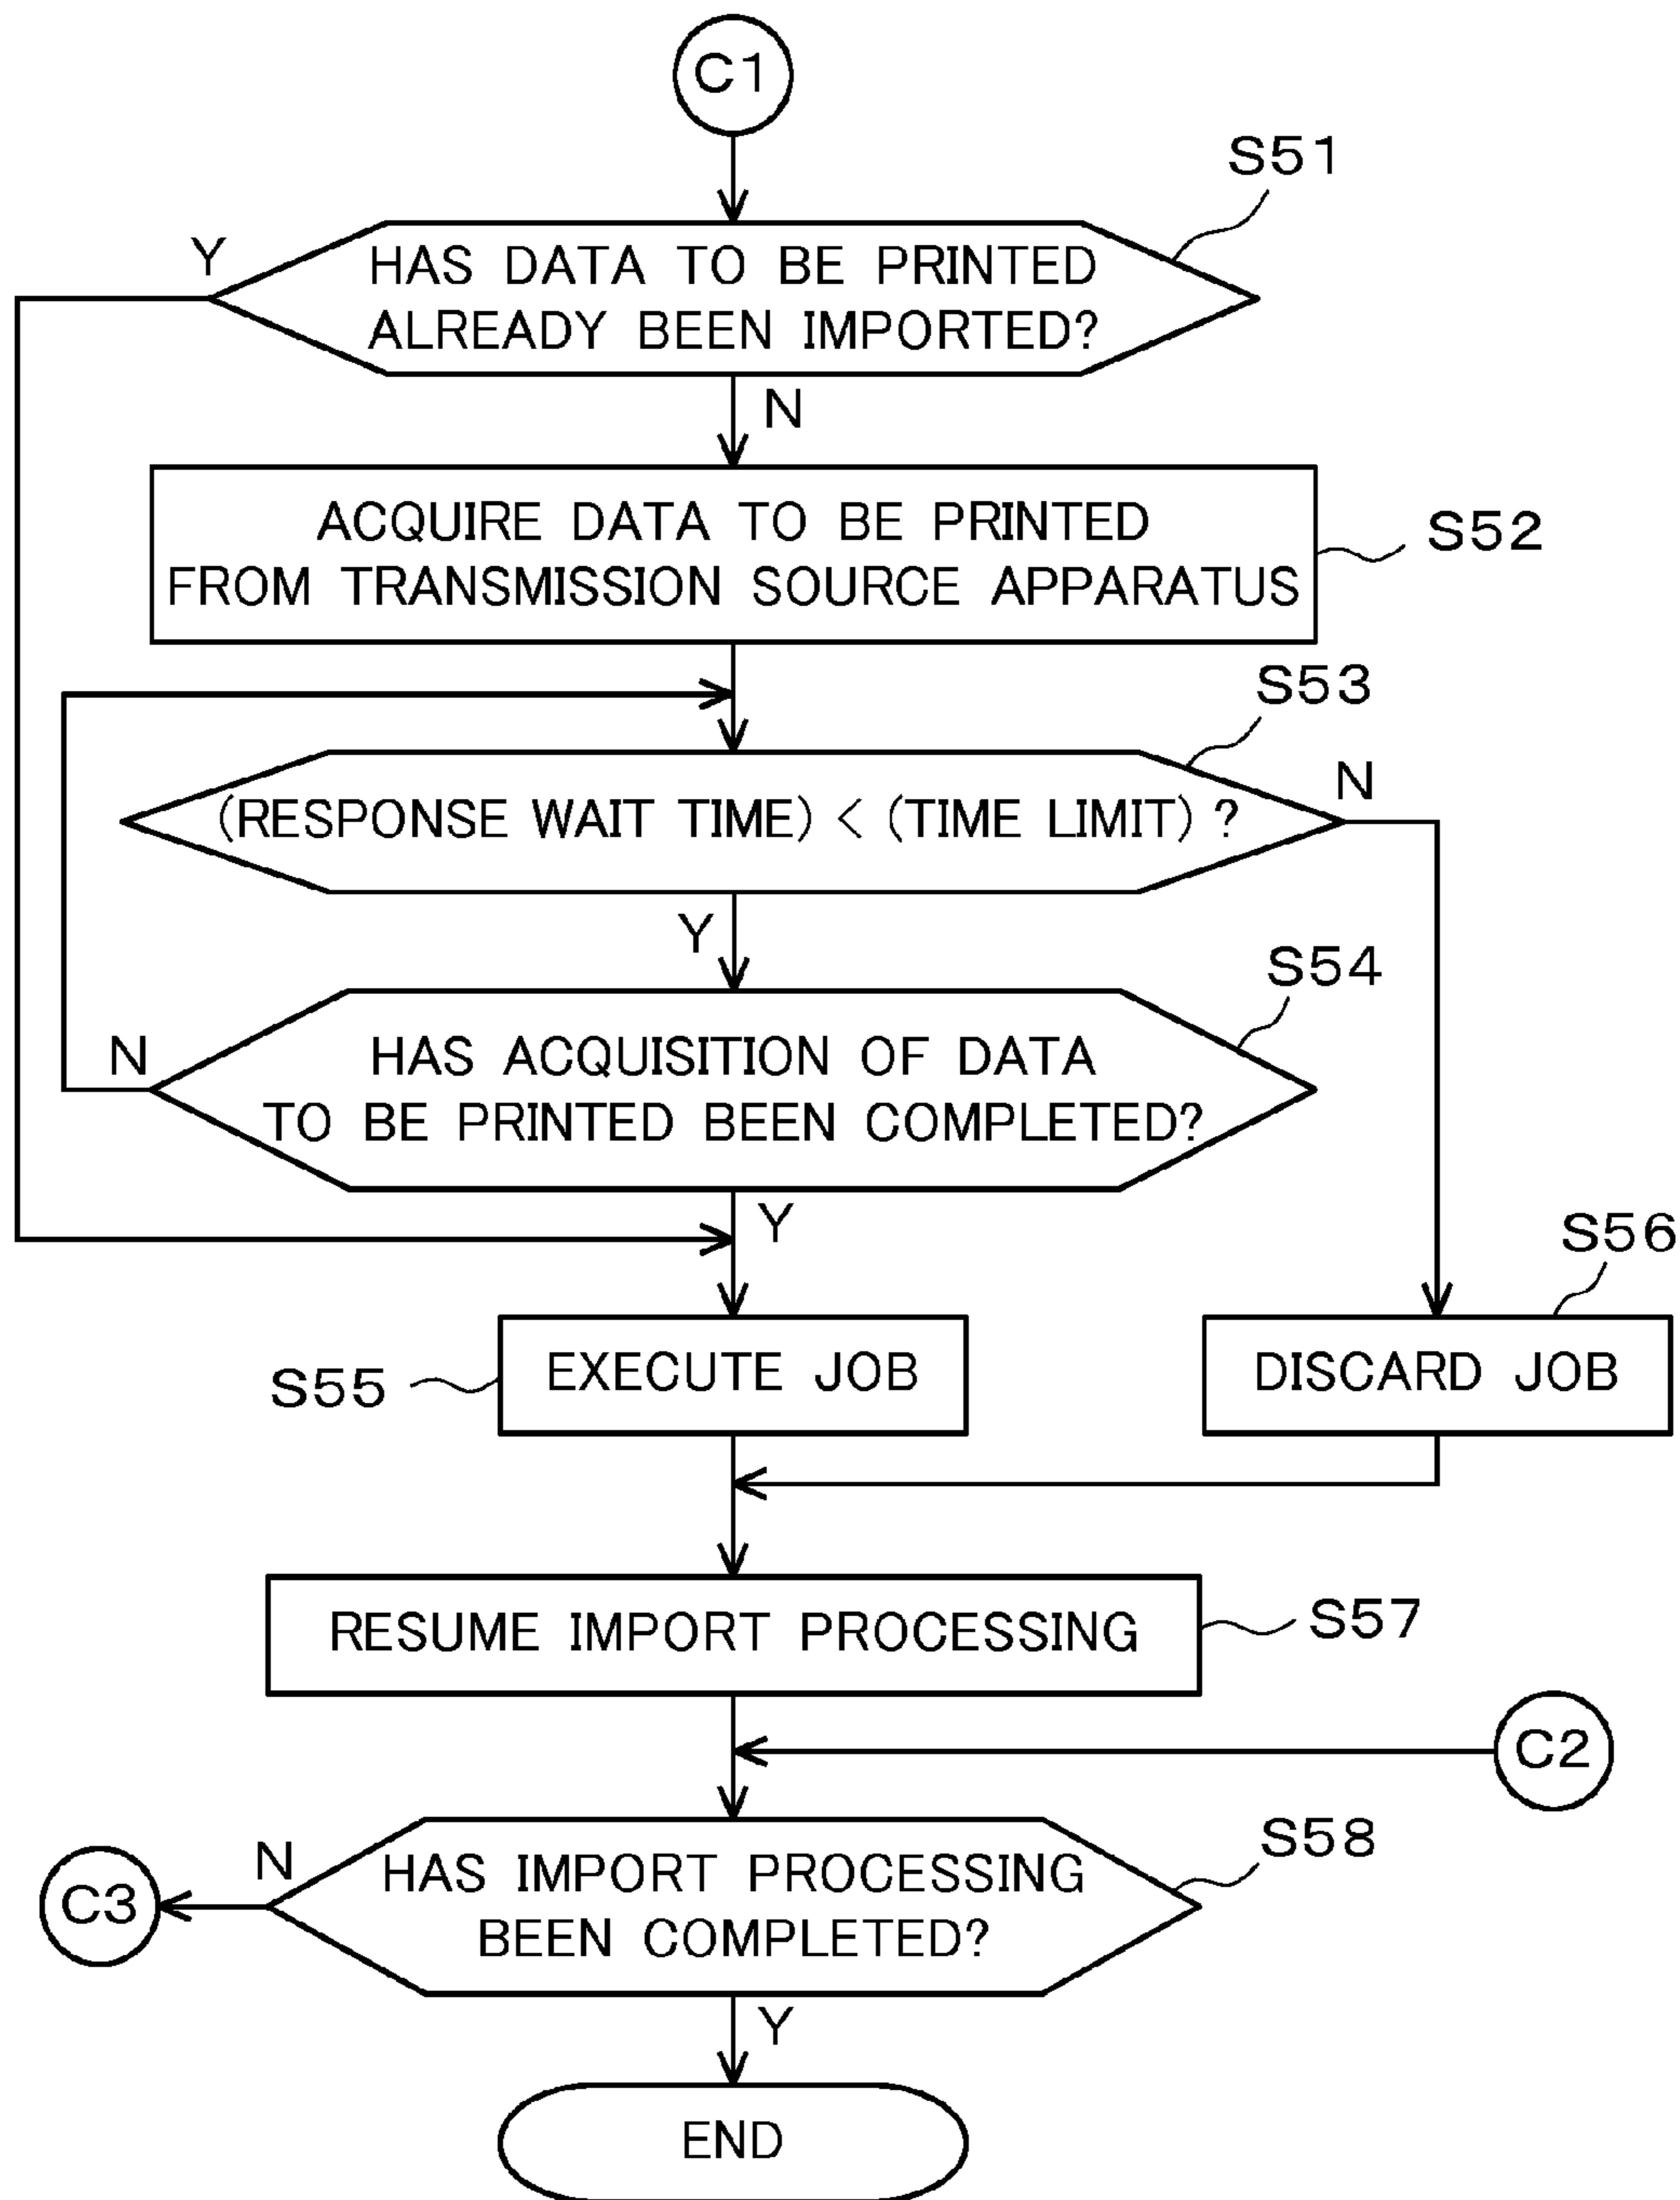 C1
S51
Y
HAS DATA TO BE PRINTED
ALREADY BEEN IMPORTED?
N
ACQUIRE DATA TO BE PRINTED
FROM TRANSMISSION SOURCE APPARATUS
S52
S53
(RESPONSE WAIT TIME) < (TIME LIMIT) ?
N
Y
S54
N
HAS ACQUISITION OF DATA
TO BE PRINTED BEEN COMPLETED?
Y
S56
S55
EXECUTE JOB
DISCARD JOB
RESUME IMPORT PROCESSING
S57
C2
S58
N
C3
HAS IMPORT PROCESSING
BEEN COMPLETED?
Y
END